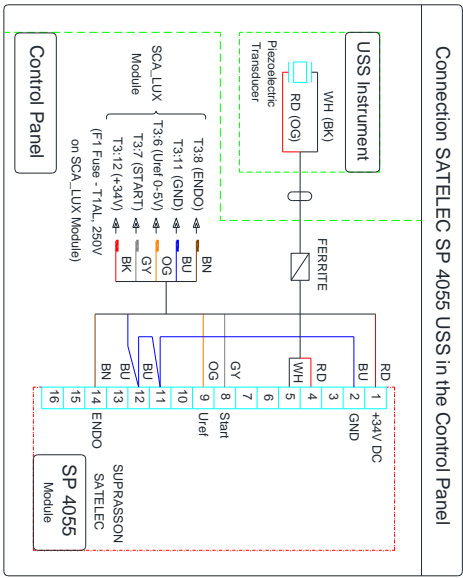 Connection SATELEC SP 4055 USS in the Control Panel
USS Instrument
WH (BK)
RD (OG)
Piezoelectric
Transducer
Control Panel
SCA_LUX
Module
T3:8 (ENDO)
T3:11 (GND)
T3:6 (Uref 0-5V)
T3:7 (START)
T3:12 (+34V)
(F1 Fuse - T1AL, 250V
on SCA_LUX Module)
BN
BU
OG
GY
BK
FERRITE
RD
BU
RD
WH
GY
OG
BU
BU
BN
1 +34V DC
2 GND
3
4
5
6
7
8 Start
9 Uref
10
11
12
13
14 ENDO
15
16
SUPRASSON
SATELEC
SP 4055
Module